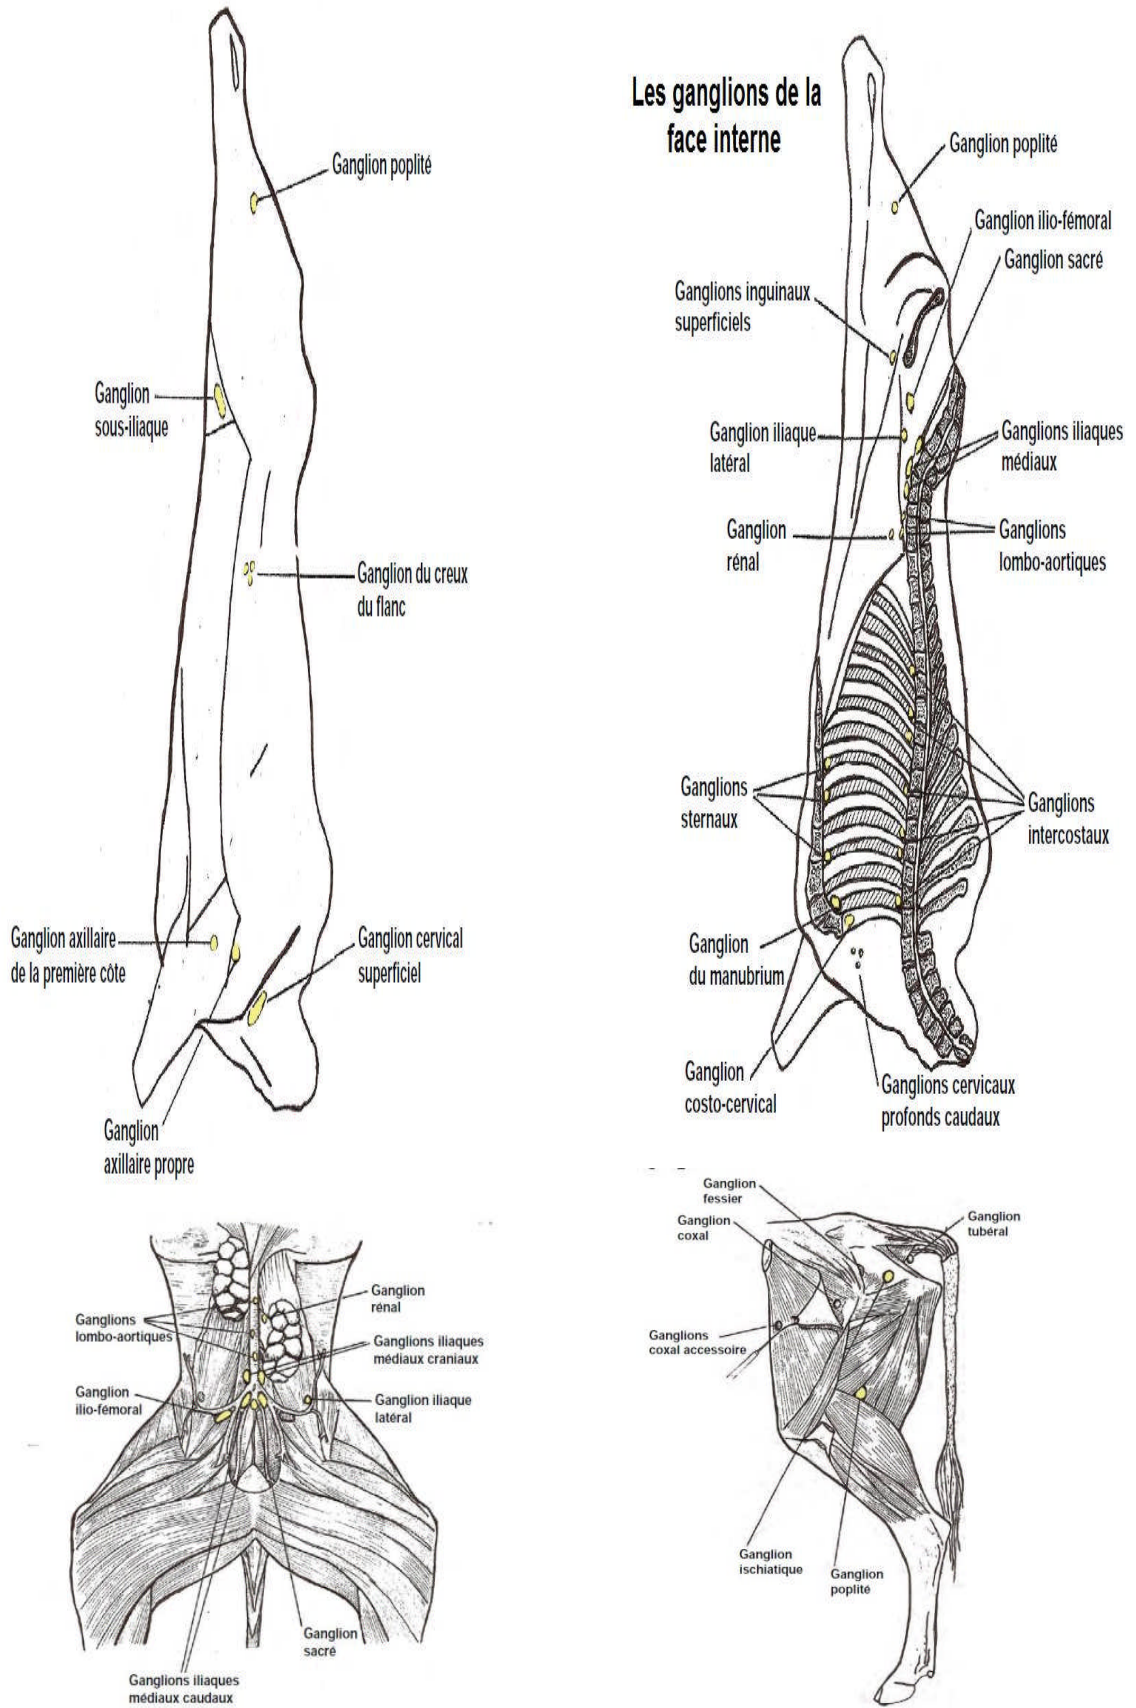 Ganglion poplité
Ganglion
sous-iliaque
Ganglion du creux
du flanc
Ganglion axillaire
de la première côte
Ganglion cervical
superficiel
Ganglion
axillaire propre
Les ganglions de la
face interne
Ganglion poplité
Ganglion ilio-fémoral
Ganglion sacré
Ganglions inguinaux
superficiels
Ganglion iliaque
latéral
Ganglions iliaques
médiaux
Ganglion
rénal
Ganglions
lombo-aortiques
Ganglions
sternaux
Ganglions
intercostaux
Ganglion
du manubrium
Ganglion
costo-cervical
Ganglions cervicaux
profonds caudaux
Ganglion
rénal
Ganglions
lombo-aortiques
Ganglions iliaques
médiaux craniaux
Ganglion
ilio-fémoral
Ganglion iliaque
latéral
Ganglion
sacré
Ganglions iliaques
médiaux caudaux
Ganglion
fessier
Ganglion
coxal
Ganglion
tubéral
Ganglions
coxal accessoire
Ganglion
ischiatique
Ganglion
poplité